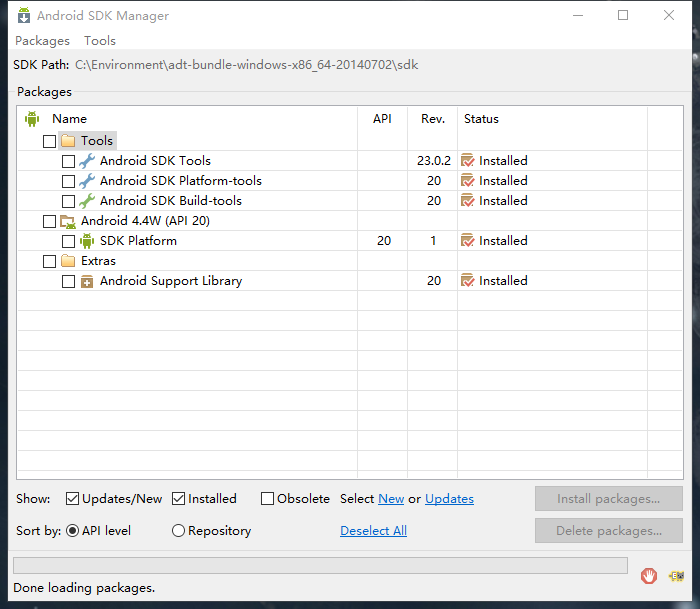 Android SDK Manager
Packages Tools
SDK Path: C:\Environment\adt-bundle-windows-x86_64-20140702\sdk
Packages
Name API Rev. Status
Tools
Android SDK Tools 23.0.2 Installed
Android SDK Platform-tools 20 Installed
Android SDK Build-tools 20 Installed
Android 4.4W (API 20)
SDK Platform 20 1 Installed
Extras
Android Support Library 20 Installed
Show: Updates/New Installed Obsolete Select New or Updates Install packages...
Sort by: API level Repository Deselect All Delete packages...
Done loading packages.